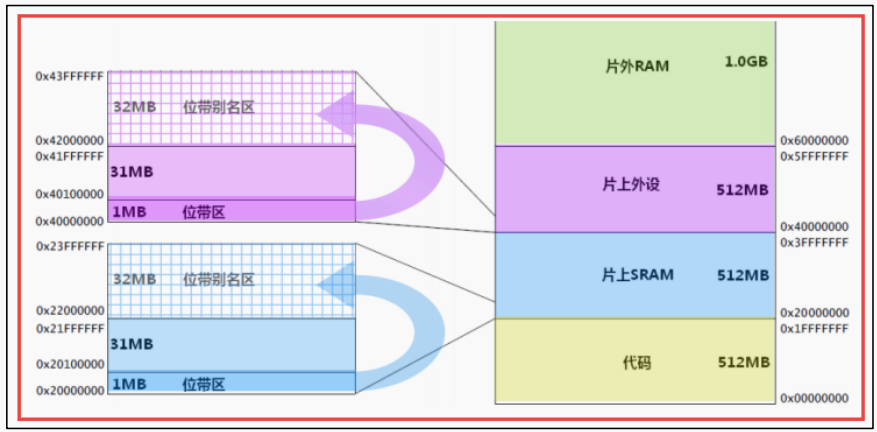 0x43FFFFFF
32MB 位带别名区
0x42000000
0x41FFFFFF
31MB
0x40100000
1MB 位带区
0x40000000
0x23FFFFFF
32MB 位带别名区
0x22000000
0x21FFFFFF
31MB
0x20100000
1MB 位带区
0x20000000
片外RAM 1.0GB
0x60000000
0x5FFFFFFF
片上外设 512MB
0x40000000
0x3FFFFFFF
片上SRAM 512MB
0x20000000
0x1FFFFFFF
代码 512MB
0x00000000